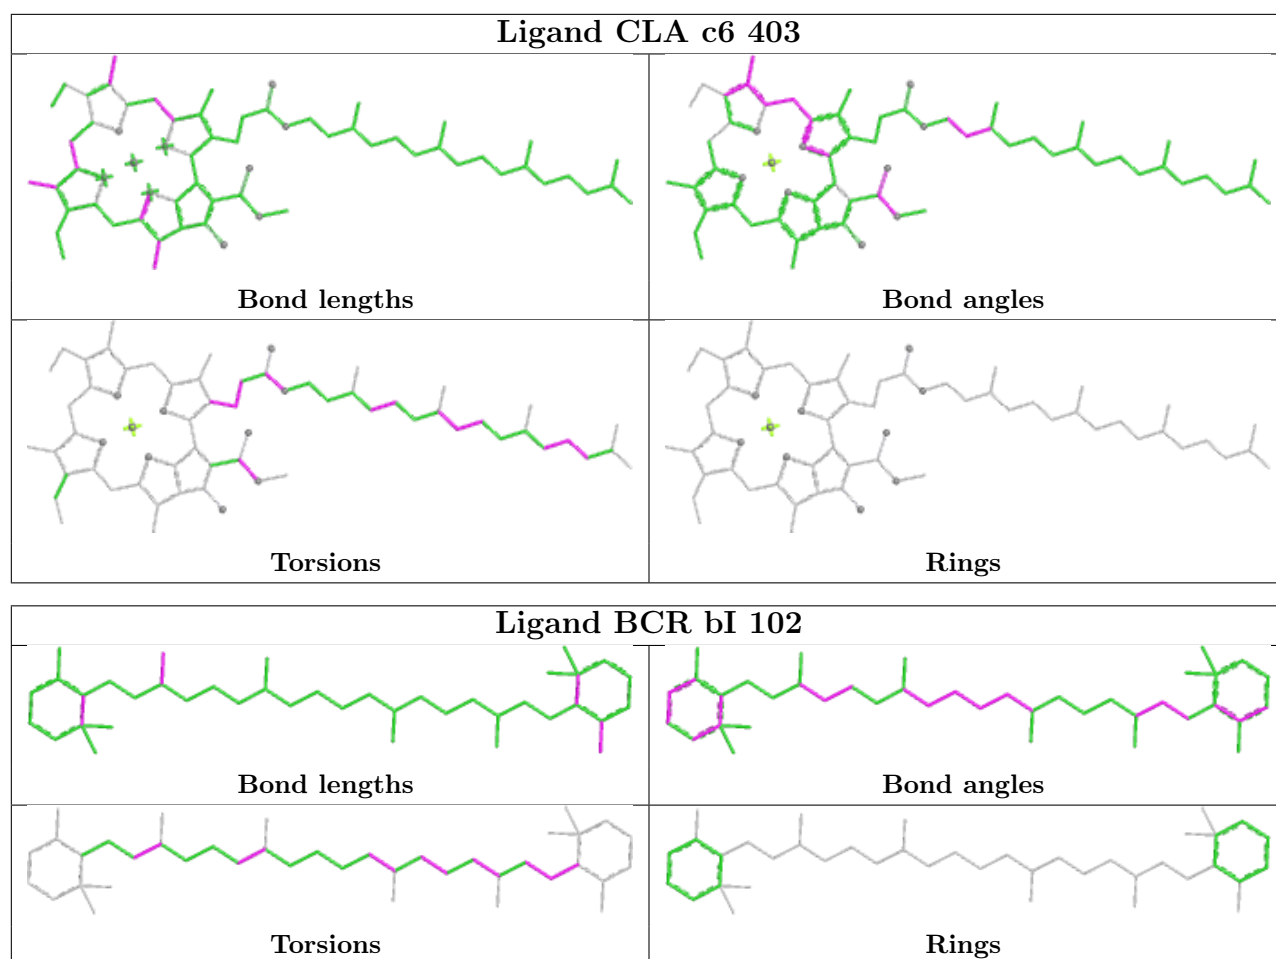 Ligand CLA c6 403
Bond lengths
Bond angles
Torsions
Rings
Ligand BCR bI 102
Bond lengths
Bond angles
Torsions
Rings